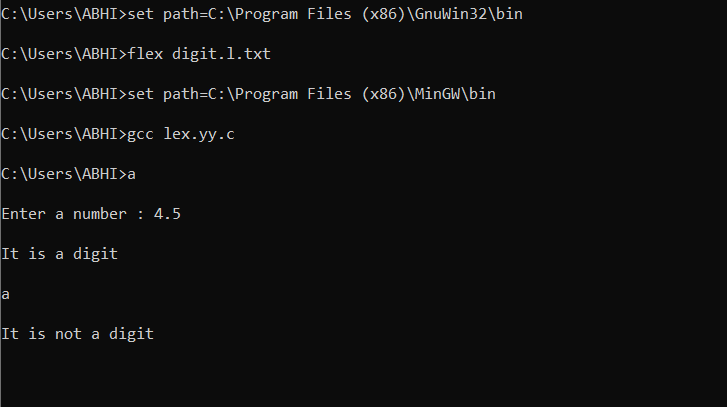 C:\Users\ABHI>set path=C:\Program Files (x86)\GnuWin32\bin
C:\Users\ABHI>flex digit.l.txt
C:\Users\ABHI>set path=C:\Program Files (x86)\MinGW\bin
C:\Users\ABHI>gcc lex.yy.c
C:\Users\ABHI>a
Enter a number : 4.5
It is a digit
a
It is not a digit